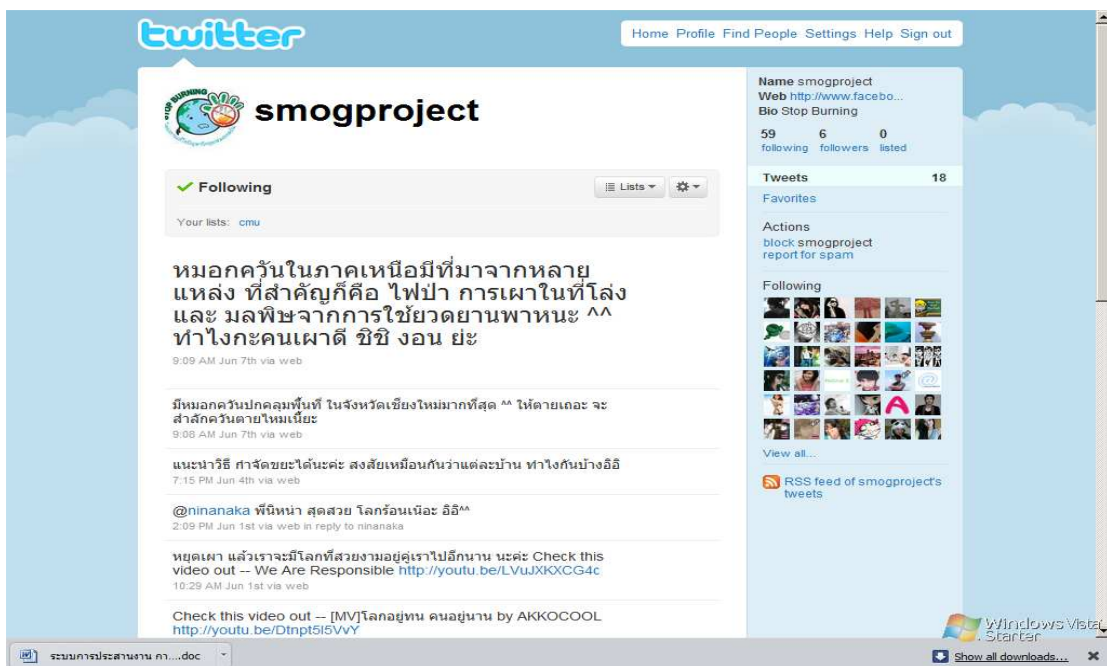 twitter
Home Profile Find People Settings Help Sign out
STOP BURNING
smogproject
Following
Lists
Your lists: cmu
หมอกควันในภาคเหนือมีที่มาจากหลาย
แหล่ง ที่สำคัญก็คือ ไฟป่า การเผาในที่โล่ง
และ มลพิษจากการใช้ยวดยานพาหนะ ^^
ทำไงกะคนเผาดี ชิชิ งอน ย่ะ
9:09 AM Jun 7th via web
มีหมอกควันปกคลุมพื้นที่ ในจังหวัดเชียงใหม่มากที่สุด ^^ ให้ตายเถอะ จะ
สำลักควันตายไหมเนี้ยะ
9:08 AM Jun 7th via web
แนะนำวิธี กำจัดขยะได้นะค่ะ สงสัยเหมือนกันว่าแต่ละบ้าน ทำไงกันบ้างอิอิ
7:15 PM Jun 4th via web
@ninanaka พี่นิหน่า สุดสวย โลกร้อนเนิอะ อิอิ^^
2:09 PM Jun 1st via web in reply to ninanaka
หยุดเผา แล้วเราจะมีโลกที่สวยงามอยู่คู่เราไปอีกนาน นะค่ะ Check this
video out -- We Are Responsible http://youtu.be/LVuJXKXCG4c
10:29 AM Jun 1st via web
Check this video out -- [MV]โลกอยู่ทน คนอยู่นาน by AKKOCOOL
http://youtu.be/Dtnpt5I5VvY
Name smogproject
Web http://www.facebo...
Bio Stop Burning
59 6 0
following followers listed
Tweets 18
Favorites
Actions
block smogproject
report for spam
Following
View all...
RSS feed of smogproject's
tweets
Windows Vista
Starter
ระบบการประสานงาน กา....doc
Show all downloads...